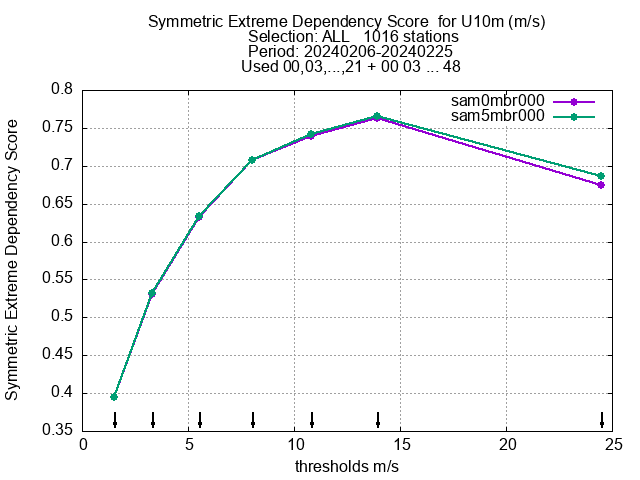 Symmetric Extreme Dependency Score  for U10m (m/s)
Selection: ALL   1016 stations
Period: 20240206-20240225
Used 00,03,...,21 + 00 03 ... 48
sam0mbr000
sam5mbr000
Symmetric Extreme Dependency Score
0.8
0.75
0.7
0.65
0.6
0.55
0.5
0.45
0.4
0.35
0 5 10 15 20 25
thresholds m/s